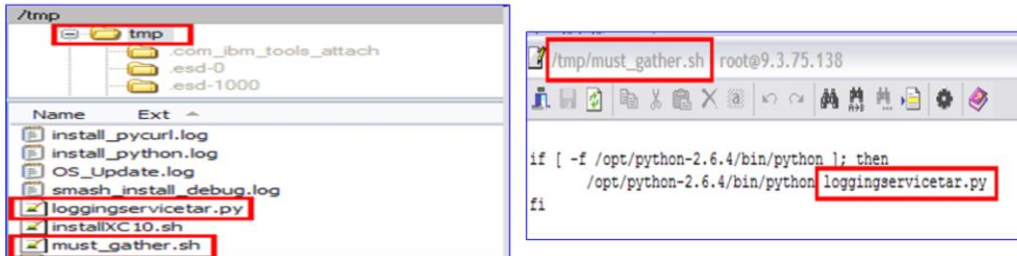 /tmp
tmp
.com_ibm_tools_attach
.esd-0
.esd-1000
Name Ext
install_pycurl.log
install_python.log
OS_Update.log
smash_install_debug.log
loggingservicetar.py
installXC10.sh
must_gather.sh
/tmp/must_gather.sh root@9.3.75.138
if [ -f /opt/python-2.6.4/bin/python ]; then
/opt/python-2.6.4/bin/python loggingservicetar.py
fi